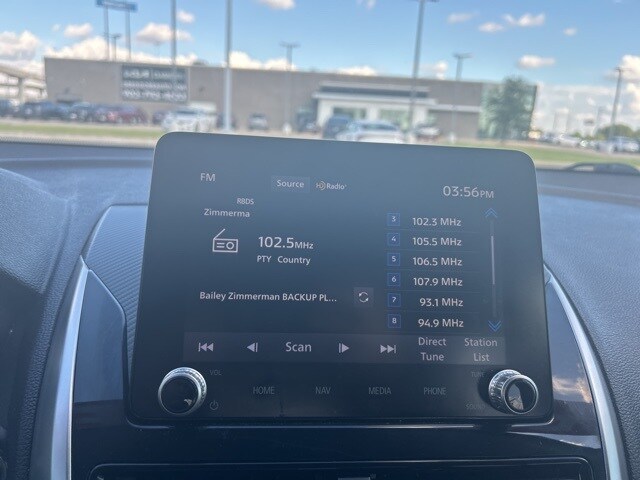 FM
Source
HD Radio
03:56PM
RBDS
Zimmerma
102.5MHz
PTY Country
Bailey Zimmerman BACKUP PL...
3 102.3 MHz
4 105.5 MHz
5 106.5 MHz
6 107.9 MHz
7 93.1 MHz
8 94.9 MHz
Scan
Direct Tune
Station List
VOL
HOME
NAV
MEDIA
PHONE